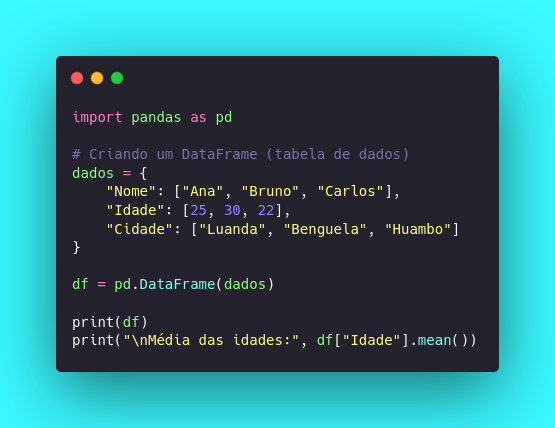 import pandas as pd
# Criando um DataFrame (tabela de dados)
dados = {
    "Nome": ["Ana", "Bruno", "Carlos"],
    "Idade": [25, 30, 22],
    "Cidade": ["Luanda", "Benguela", "Huambo"]
}
df = pd.DataFrame(dados)
print(df)
print("\nMédia das idades:", df["Idade"].mean())